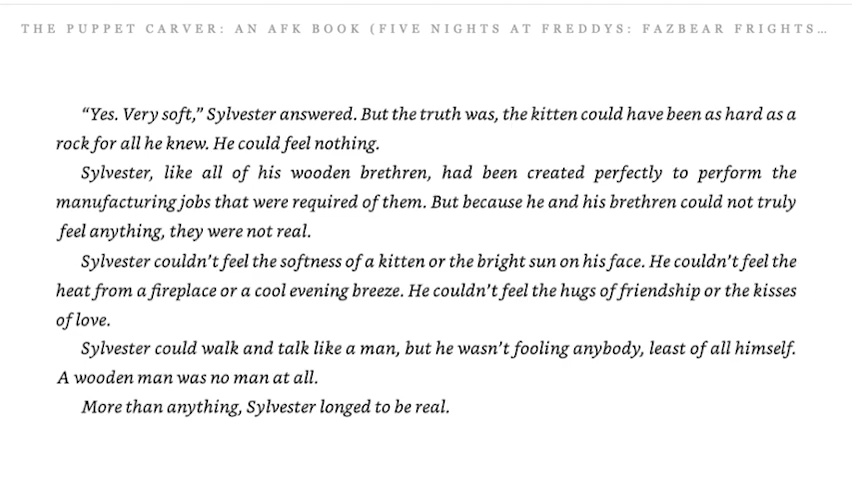 THE PUPPET CARVER: AN AFK BOOK (FIVE NIGHTS AT FREDDYS: FAZBEAR FRIGHTS…
“Yes. Very soft,” Sylvester answered. But the truth was, the kitten could have been as hard as a
rock for all he knew. He could feel nothing.
Sylvester, like all of his wooden brethren, had been created perfectly to perform the
manufacturing jobs that were required of them. But because he and his brethren could not truly
feel anything, they were not real.
Sylvester couldn’t feel the softness of a kitten or the bright sun on his face. He couldn’t feel the
heat from a fireplace or a cool evening breeze. He couldn’t feel the hugs of friendship or the kisses
of love.
Sylvester could walk and talk like a man, but he wasn’t fooling anybody, least of all himself.
A wooden man was no man at all.
More than anything, Sylvester longed to be real.